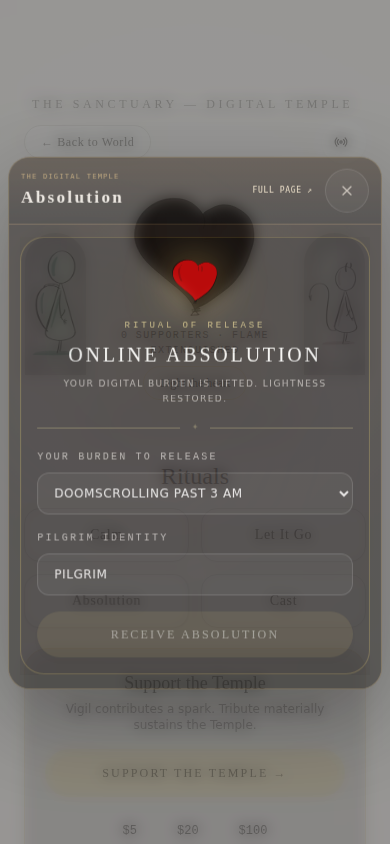 THE SANCTUARY — DIGITAL TEMPLE
← Back to World
THE DIGITAL TEMPLE
Absolution
FULL PAGE ↗
×
RITUAL OF RELEASE
0 SUPPORTERS · FLAME
ONLINE ABSOLUTION
YOUR DIGITAL BURDEN IS LIFTED. LIGHTNESS
RESTORED.
YOUR BURDEN TO RELEASE
Rituals
DOOMSCROLLING PAST 3 AM
Let It Go
PILGRIM IDENTITY
PILGRIM
Absolution
Cast
RECEIVE ABSOLUTION
Support the Temple
Vigil contributes a spark. Tribute materially
sustains the Temple.
SUPPORT THE TEMPLE →
$5 $20 $100